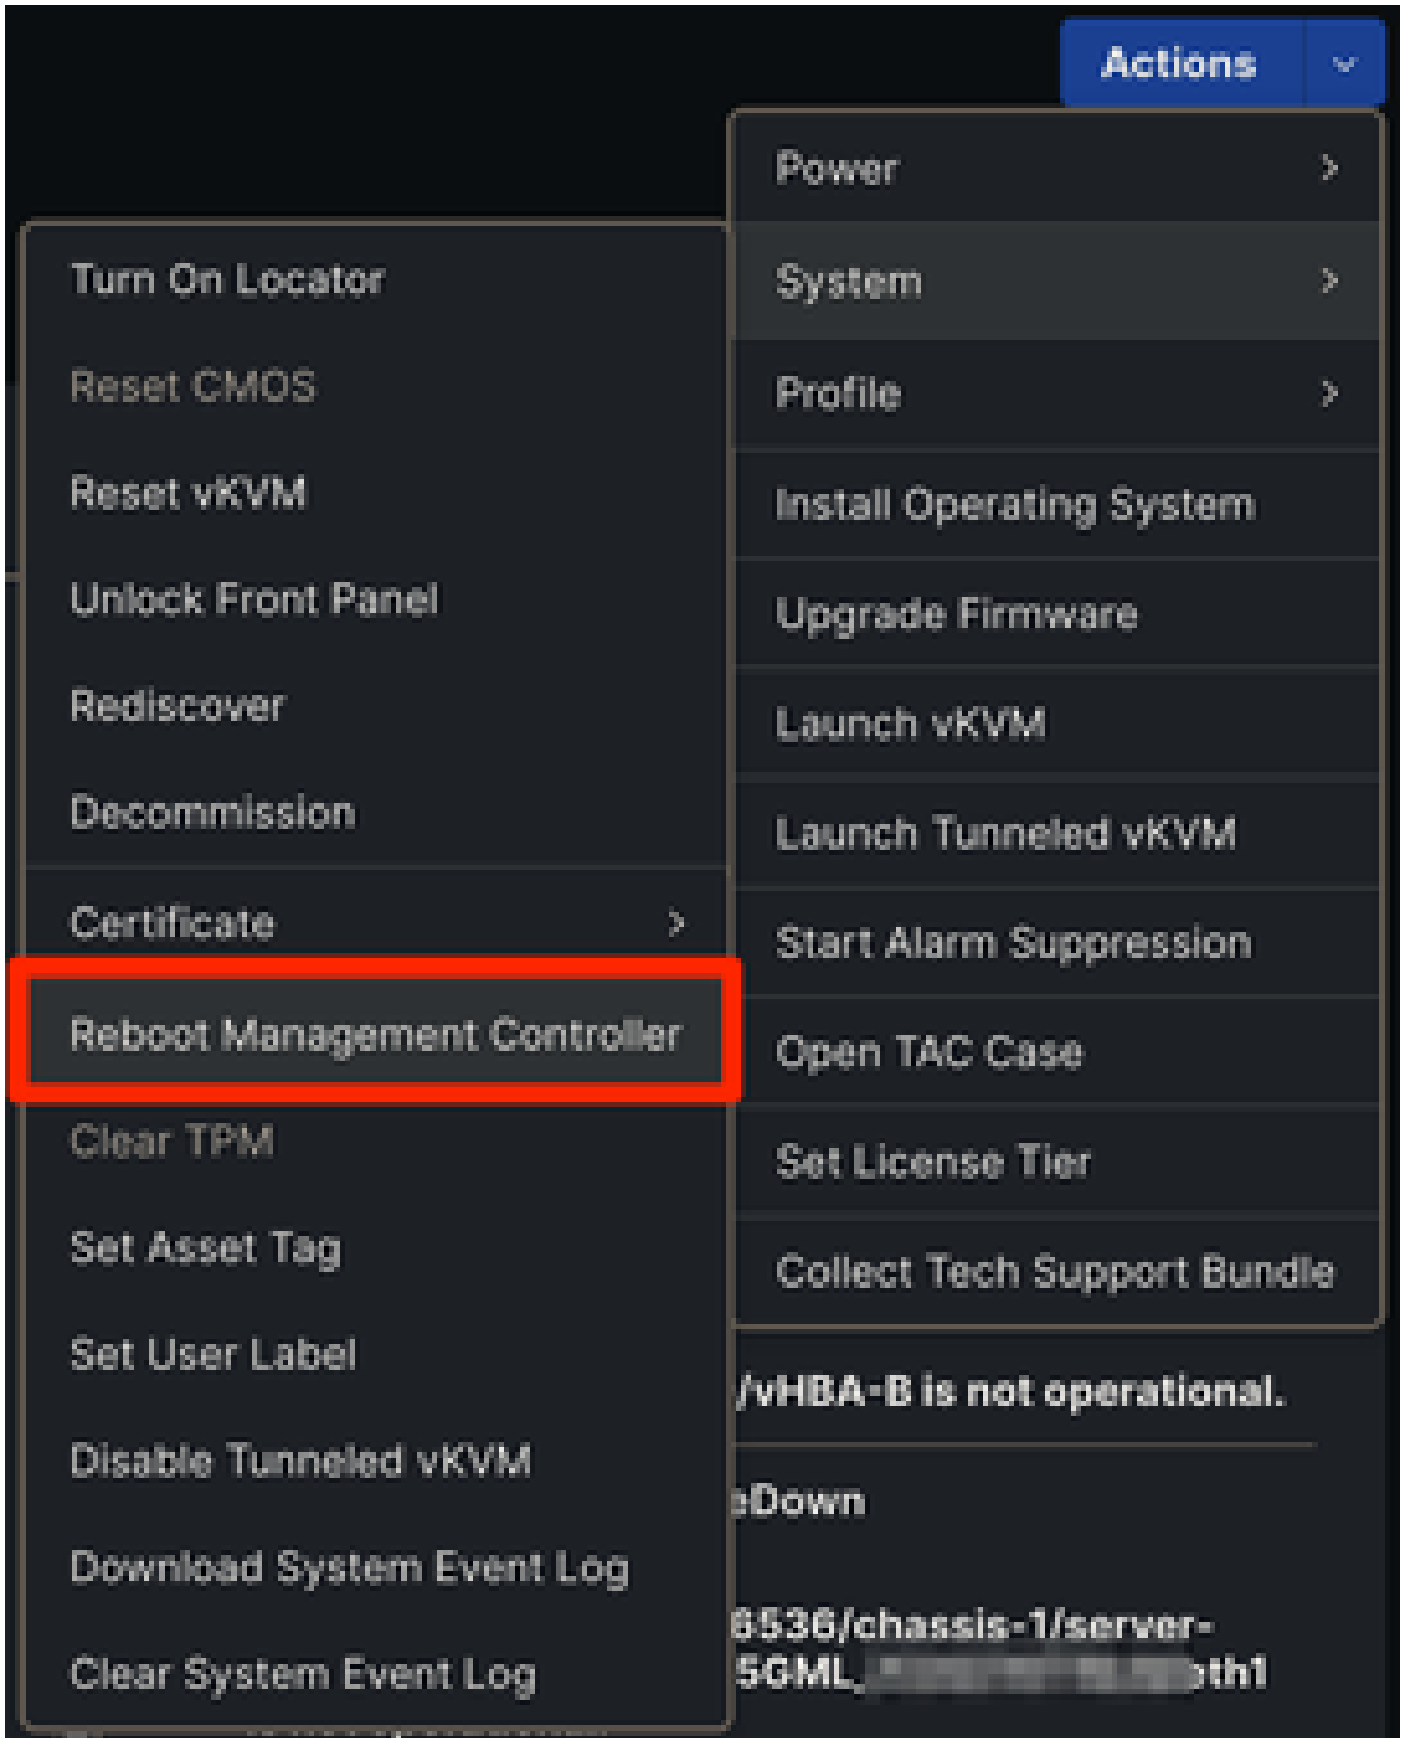 Actions
Power
System
Profile
Install Operating System
Upgrade Firmware
Launch vKVM
Launch Tunneled vKVM
Start Alarm Suppression
Open TAC Case
Set License Tier
Collect Tech Support Bundle
Turn On Locator
Reset CMOS
Reset vKVM
Unlock Front Panel
Rediscover
Decommission
Certificate
Reboot Management Controller
Clear TPM
Set Asset Tag
Set User Label
Disable Tunneled vKVM
Download System Event Log
Clear System Event Log
/vHBA-B is not operational.
eDown
6536/chassis-1/server-
5GML, eth1